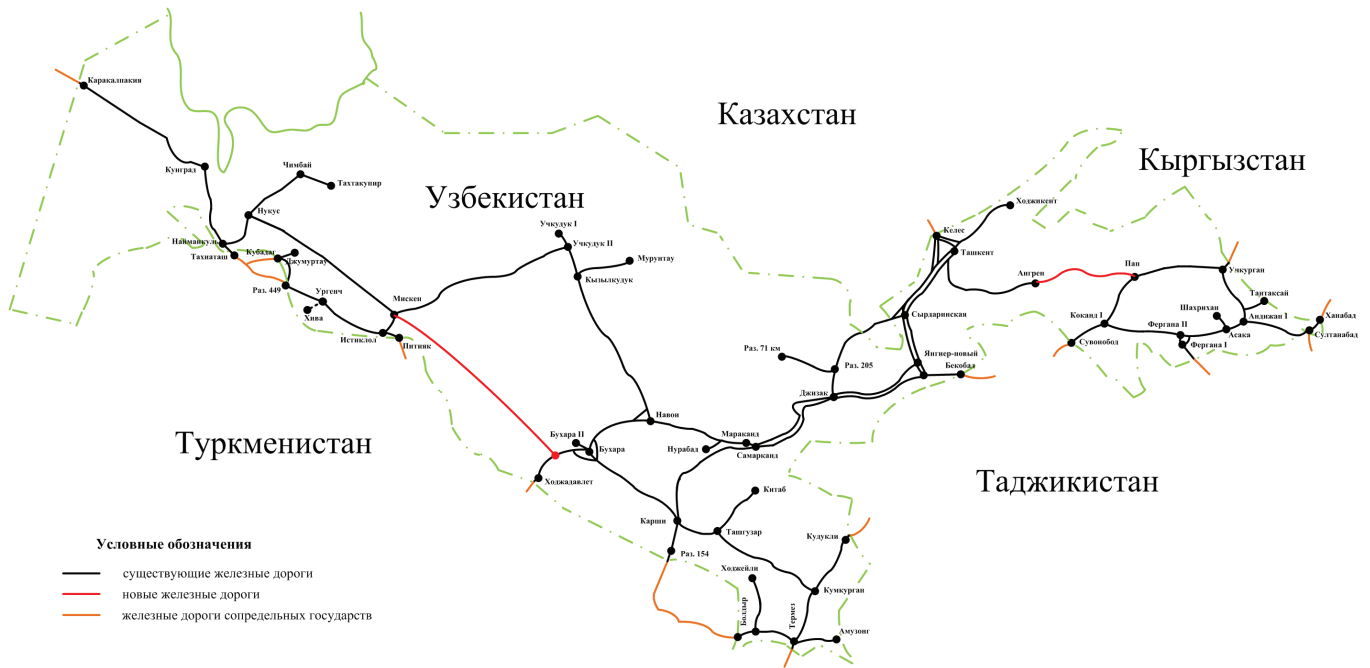 Казахстан
Кыргызстан
Узбекистан
Туркменистан
Таджикистан
Каракалпакия
Кунград
Чимбай
Тахтакупир
Нукус
Найманкуль
Тахиаташ
Кубадаг
Джумуртау
Раз. 449
Ургенч
Хива
Мискен
Истиклол
Питняк
Учкудук I
Учкудук II
Мурунтау
Кызылкудук
Ходжикент
Келес
Ташкент
Ангрен
Пап
Учкурган
Тантаксай
Шахрихан
Андижан I
Ханабад
Султанабад
Асака
Коканд I
Фергана II
Фергана I
Сувонобод
Сырдаринская
Янгиер-новый
Бекобад
Раз. 71 км
Раз. 205
Джизак
Навои
Мараканд
Нурабад
Самарканд
Бухара II
Бухара
Ходжадавлет
Китаб
Карши
Ташгузар
Кудукли
Раз. 154
Ходжейли
Кумкурган
Болдыр
Термез
Амузонг
Условные обозначения
существующие железные дороги
новые железные дороги
железные дороги сопредельных государств